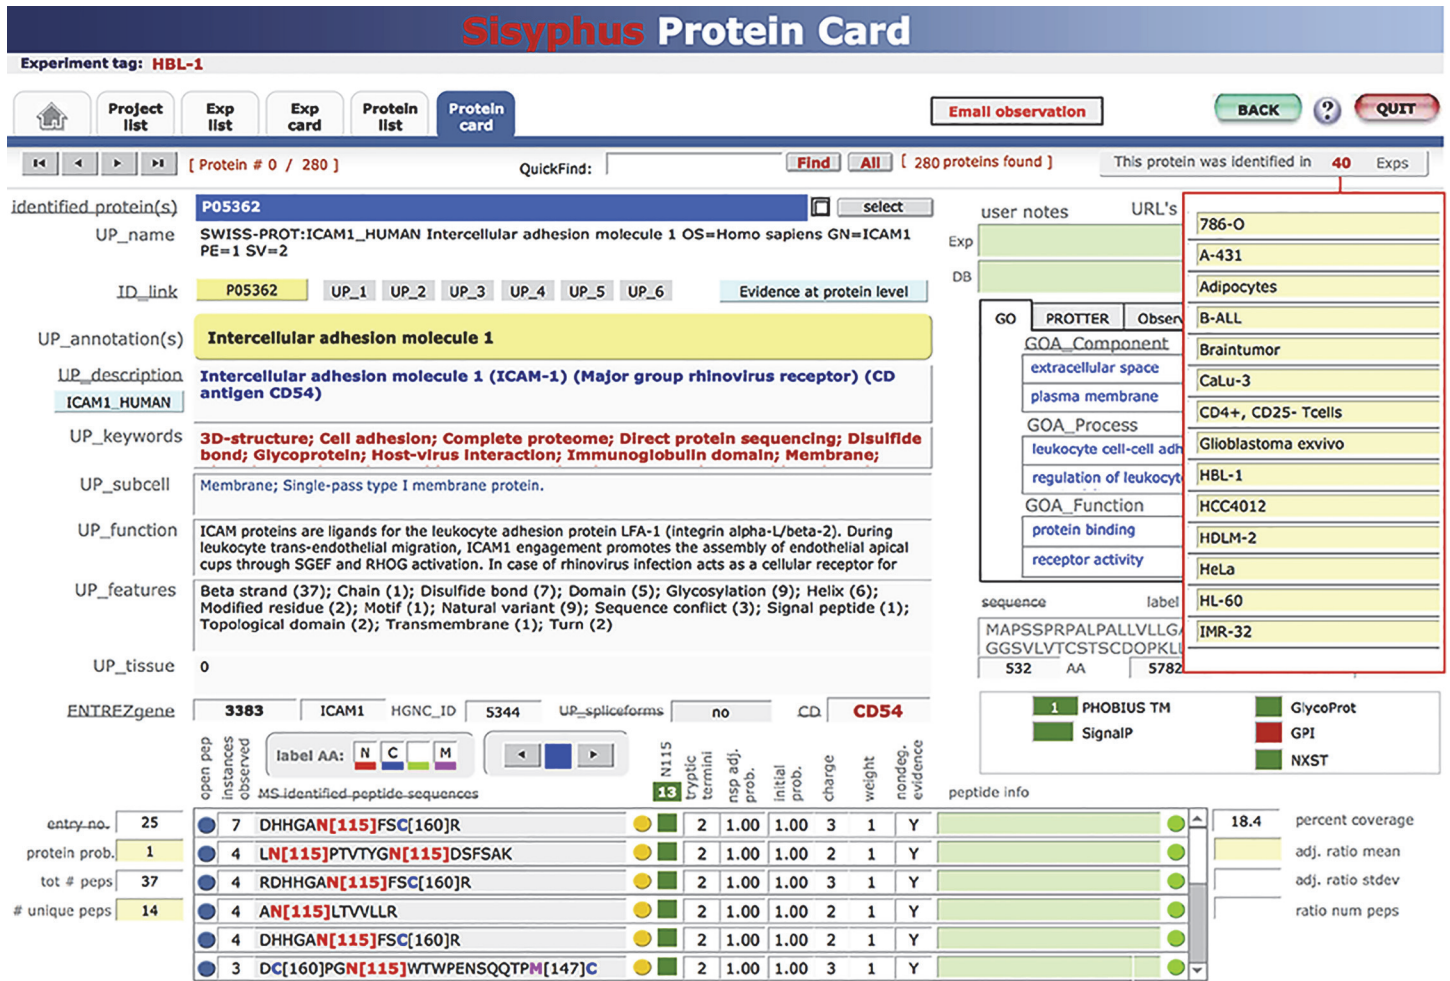 Sisyphus Protein Card
Experiment tag: HBL-1
Project list
Exp list
Exp card
Protein list
Protein card
Email observation
BACK
?
QUIT
[ Protein # 0 / 280 ]
QuickFind:
Find
All
[ 280 proteins found ]
This protein was identified in 40 Exps
identified protein(s)
P05362
select
UP_name
SWISS-PROT:ICAM1_HUMAN Intercellular adhesion molecule 1 OS=Homo sapiens GN=ICAM1
PE=1 SV=2
ID_link
P05362
UP_1
UP_2
UP_3
UP_4
UP_5
UP_6
Evidence at protein level
UP_annotation(s)
Intercellular adhesion molecule 1
UP_description
ICAM1_HUMAN
Intercellular adhesion molecule 1 (ICAM-1) (Major group rhinovirus receptor) (CD
antigen CD54)
UP_keywords
3D-structure; Cell adhesion; Complete proteome; Direct protein sequencing; Disulfide
bond; Glycoprotein; Host-virus interaction; Immunoglobulin domain; Membrane;
UP_subcell
Membrane; Single-pass type I membrane protein.
UP_function
ICAM proteins are ligands for the leukocyte adhesion protein LFA-1 (integrin alpha-L/beta-2). During
leukocyte trans-endothelial migration, ICAM1 engagement promotes the assembly of endothelial apical
cups through SGEF and RHOG activation. In case of rhinovirus infection acts as a cellular receptor for
UP_features
Beta strand (37); Chain (1); Disulfide bond (7); Domain (5); Glycosylation (9); Helix (6);
Modified residue (2); Motif (1); Natural variant (9); Sequence conflict (3); Signal peptide (1);
Topological domain (2); Transmembrane (1); Turn (2)
UP_tissue
0
ENTREZgene
3383
ICAM1
HGNC_ID
5344
UP_spliceforms
no
CD
CD54
user notes
URL's
Exp
DB
GO
PROTTER
Observ
GOA_Component
extracellular space
plasma membrane
GOA_Process
leukocyte cell-cell adh
regulation of leukocyt
GOA_Function
protein binding
receptor activity
sequence
label
MAPSSPRPALPALLVLLGA
GGSVLVTCSTSCDQPKLL
532
AA
5782
786-O
A-431
Adipocytes
B-ALL
Braintumor
CaLu-3
CD4+, CD25- Tcells
Glioblastoma exvivo
HBL-1
HCC4012
HDLM-2
HeLa
HL-60
IMR-32
1 PHOBIUS TM
SignalP
GlycoProt
GPI
NXST
open pep
instances observed
label AA: N C M
MS identified peptide sequences
N115
13
tryptic termini
nsp adj. prob.
initial prob.
charge
weight
nondeg. evidence
peptide info
entry no. 25
protein prob. 1
tot # peps 37
# unique peps 14
7 DHHGAN[115]FSC[160]R 2 1.00 1.00 3 1 Y
4 LN[115]PTVTYGN[115]DSFSAK 2 1.00 1.00 2 1 Y
4 RDHHGAN[115]FSC[160]R 2 1.00 1.00 3 1 Y
4 AN[115]LTVVLLR 2 1.00 1.00 2 1 Y
4 DHHGAN[115]FSC[160]R 2 1.00 1.00 2 1 Y
3 DC[160]PGN[115]WTWPENSQQTPM[147]C 2 1.00 1.00 3 1 Y
18.4 percent coverage
adj. ratio mean
adj. ratio stdev
ratio num peps